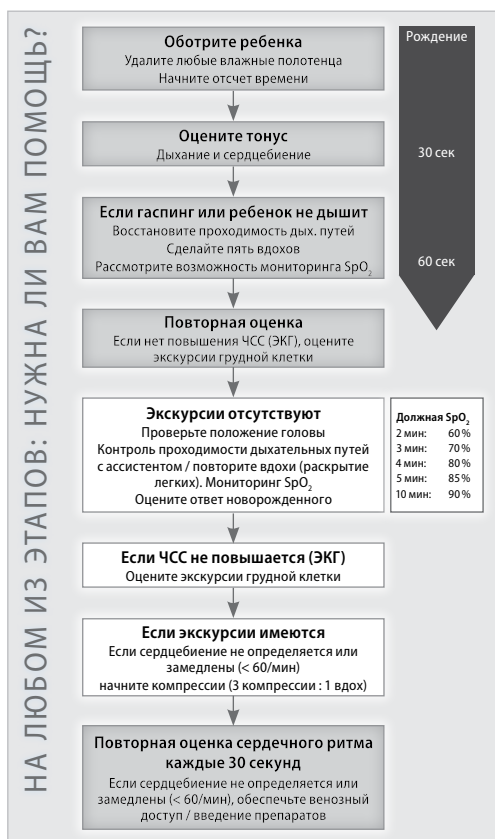 НА ЛЮБОМ ИЗ ЭТАПОВ: НУЖНА ЛИ ВАМ ПОМОЩЬ?
Оботрите ребенка
Удалите любые влажные полотенца
Начните отсчет времени
Рождение
Оцените тонус
Дыхание и сердцебиение
30 сек
Если гаспинг или ребенок не дышит
Восстановите проходимость дых. путей
Сделайте пять вдохов
Рассмотрите возможность мониторинга SpO₂
60 сек
Повторная оценка
Если нет повышения ЧСС (ЭКГ), оцените
экскурсии грудной клетки
Экскурсии отсутствуют
Проверьте положение головы
Контроль проходимости дыхательных путей
с ассистентом / повторите вдохи (раскрытие
легких). Мониторинг SpO₂
Оцените ответ новорожденного
Должная SpO₂
2 мин: 60 %
3 мин: 70 %
4 мин: 80 %
5 мин: 85 %
10 мин: 90 %
Если ЧСС не повышается (ЭКГ)
Оцените экскурсии грудной клетки
Если экскурсии имеются
Если сердцебиение не определяется или
замедлены (< 60/мин)
начните компрессии (3 компрессии : 1 вдох)
Повторная оценка сердечного ритма
каждые 30 секунд
Если сердцебиение не определяется или
замедлены (< 60/мин), обеспечьте венозный
доступ / введение препаратов